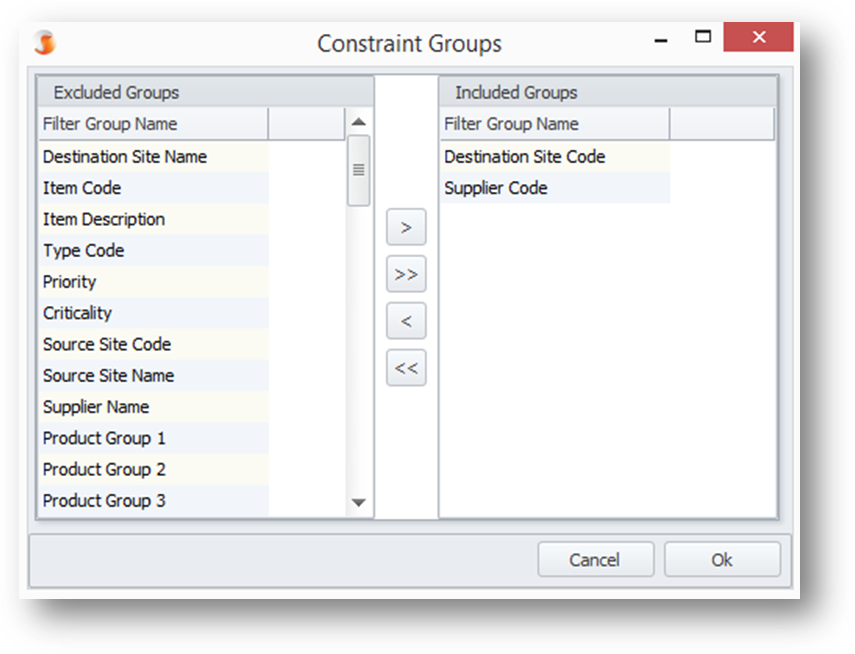 Constraint Groups
Excluded Groups
Filter Group Name
Destination Site Name
Item Code
Item Description
Type Code
Priority
Criticality
Source Site Code
Source Site Name
Supplier Name
Product Group 1
Product Group 2
Product Group 3
>
>>
<
<<
Included Groups
Filter Group Name
Destination Site Code
Supplier Code
Cancel
Ok